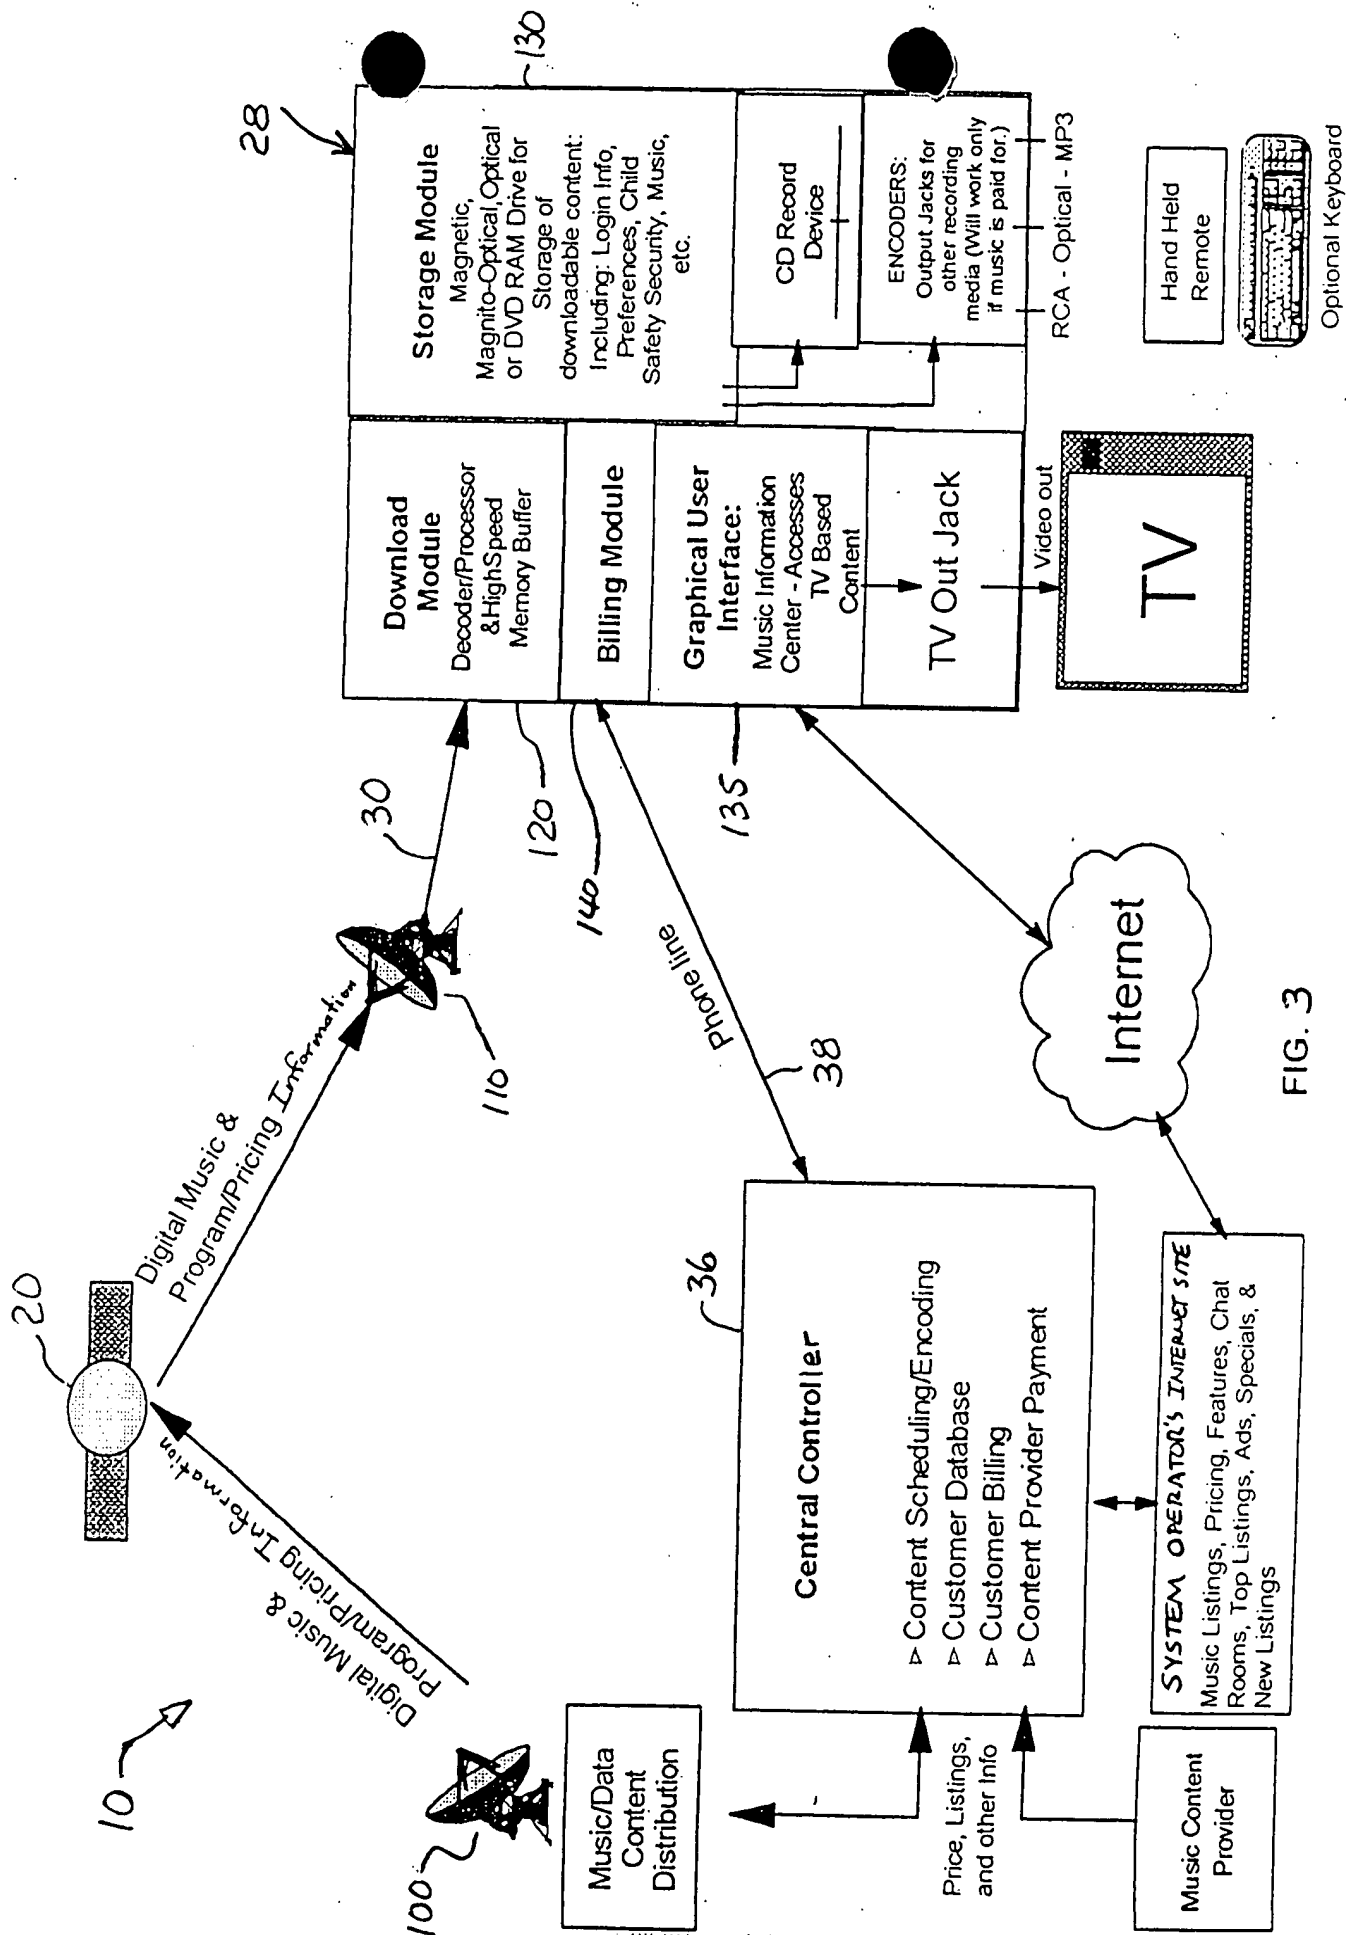 10
20
28
130
Digital Music &
Program/Pricing Information
Digital Music &
Program/Pricing Information
100
110
30
Music/Data
Content
Distribution
Download
Module
Decoder/Processor
&HighSpeed
Memory Buffer
120
140
Billing Module
Graphical User
Interface:
Music Information
Center - Accesses
TV Based
Content
135
TV Out Jack
Video out
TV
Storage Module
Magnetic,
Magnito-Optical,Optical
or DVD RAM Drive for
Storage of
downloadable content:
Including: Login Info,
Preferences, Child
Safety Security, Music,
etc.
CD Record
Device
ENCODERS:
Output Jacks for
other recording
media (Will work only
if music is paid for.)
RCA - Optical - MP3
Hand Held
Remote
Optional Keyboard
Phone line
38
36
Central Controller
▷ Content Scheduling/Encoding
▷ Customer Database
▷ Customer Billing
▷ Content Provider Payment
Price, Listings,
and other Info
Music Content
Provider
SYSTEM OPERATOR'S INTERNET SITE
Music Listings, Pricing, Features, Chat
Rooms, Top Listings, Ads, Specials, &
New Listings
Internet
FIG. 3